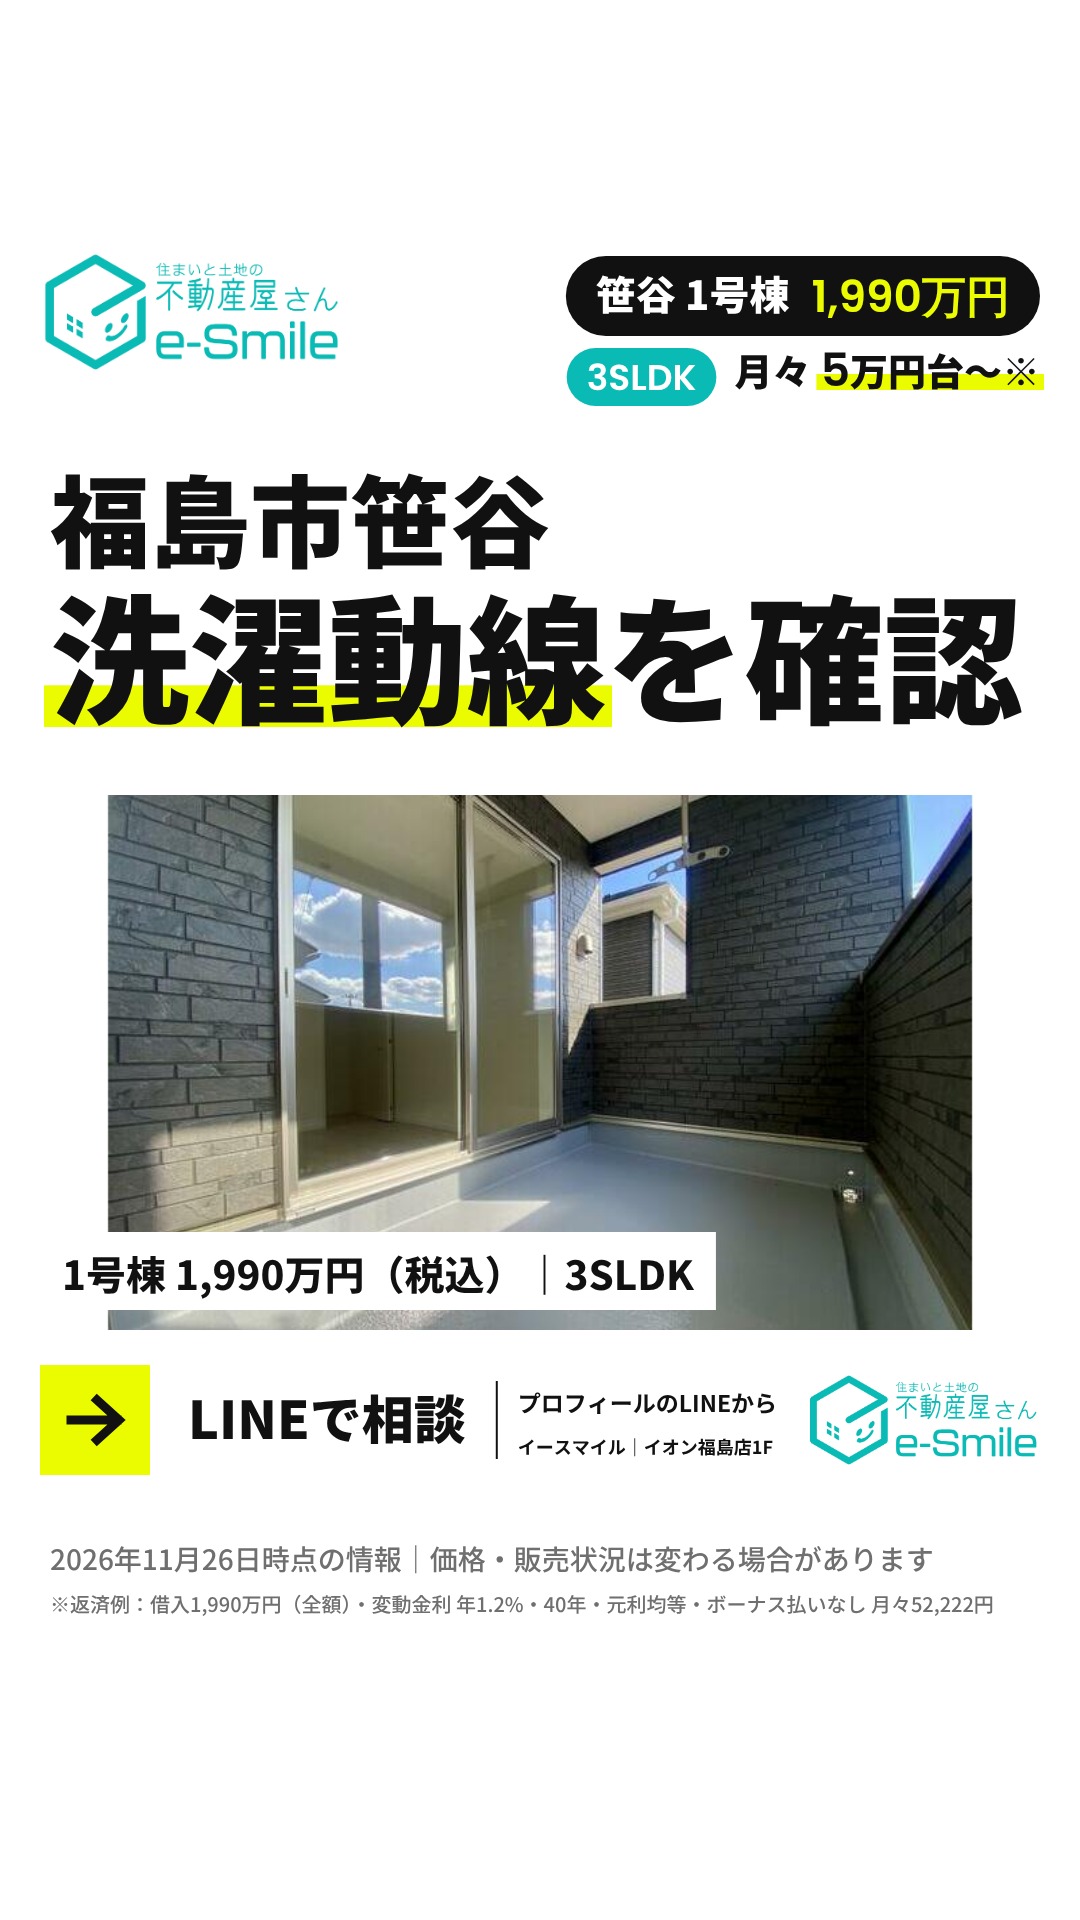 住まいと土地の
不動産屋さん
e-Smile
笹谷 1号棟 1,990万円
3SLDK 月々 5万円台〜※
福島市笹谷
洗濯動線を確認
1号棟 1,990万円（税込）｜3SLDK
→ LINEで相談
プロフィールのLINEから
イースマイル｜イオン福島店1F
住まいと土地の
不動産屋さん
e-Smile
2026年11月26日時点の情報｜価格・販売状況は変わる場合があります
※返済例：借入1,990万円（全額）・変動金利 年1.2%・40年・元利均等・ボーナス払いなし 月々52,222円